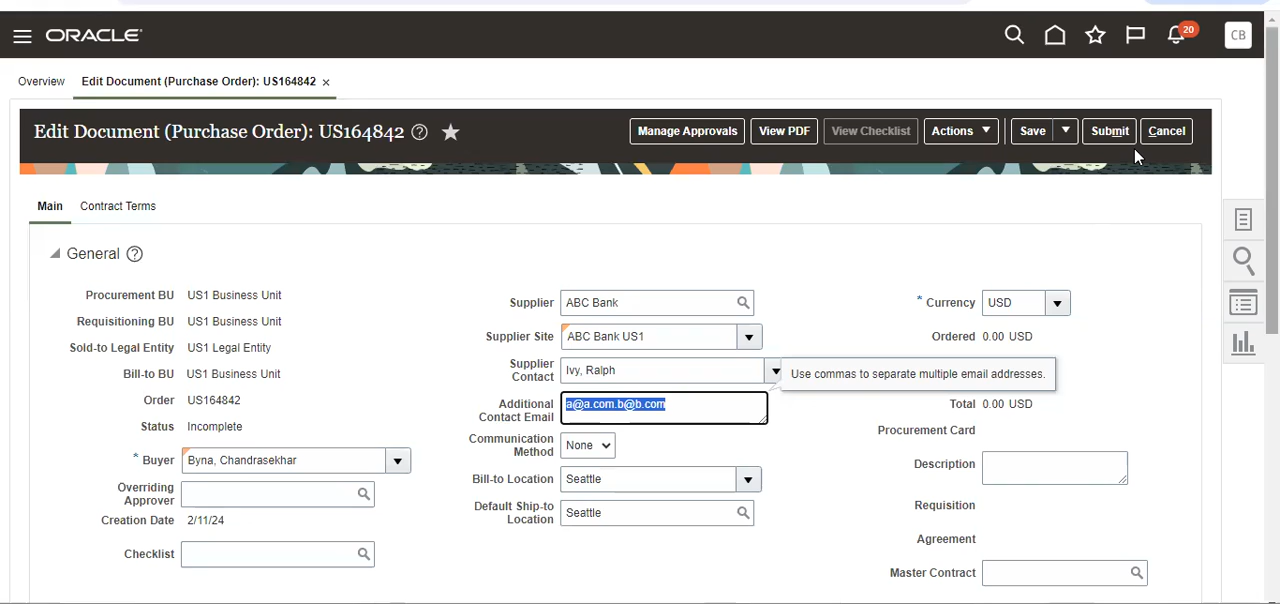 ORACLE
20
CB
Overview
Edit Document (Purchase Order): US164842 ×
Edit Document (Purchase Order): US164842 ?
Manage Approvals
View PDF
View Checklist
Actions
Save
Submit
Cancel
Main
Contract Terms
General ?
Procurement BU US1 Business Unit
Requisitioning BU US1 Business Unit
Sold-to Legal Entity US1 Legal Entity
Bill-to BU US1 Business Unit
Order US164842
Status Incomplete
* Buyer Byna, Chandrasekhar
Overriding
Approver
Creation Date 2/11/24
Checklist
Supplier ABC Bank
Supplier Site ABC Bank US1
Supplier
Contact Ivy, Ralph
Use commas to separate multiple email addresses.
Additional
Contact Email a@a.com.b@b.com
Communication
Method None
Bill-to Location Seattle
Default Ship-to
Location Seattle
* Currency USD
Ordered 0.00 USD
Total 0.00 USD
Procurement Card
Description
Requisition
Agreement
Master Contract